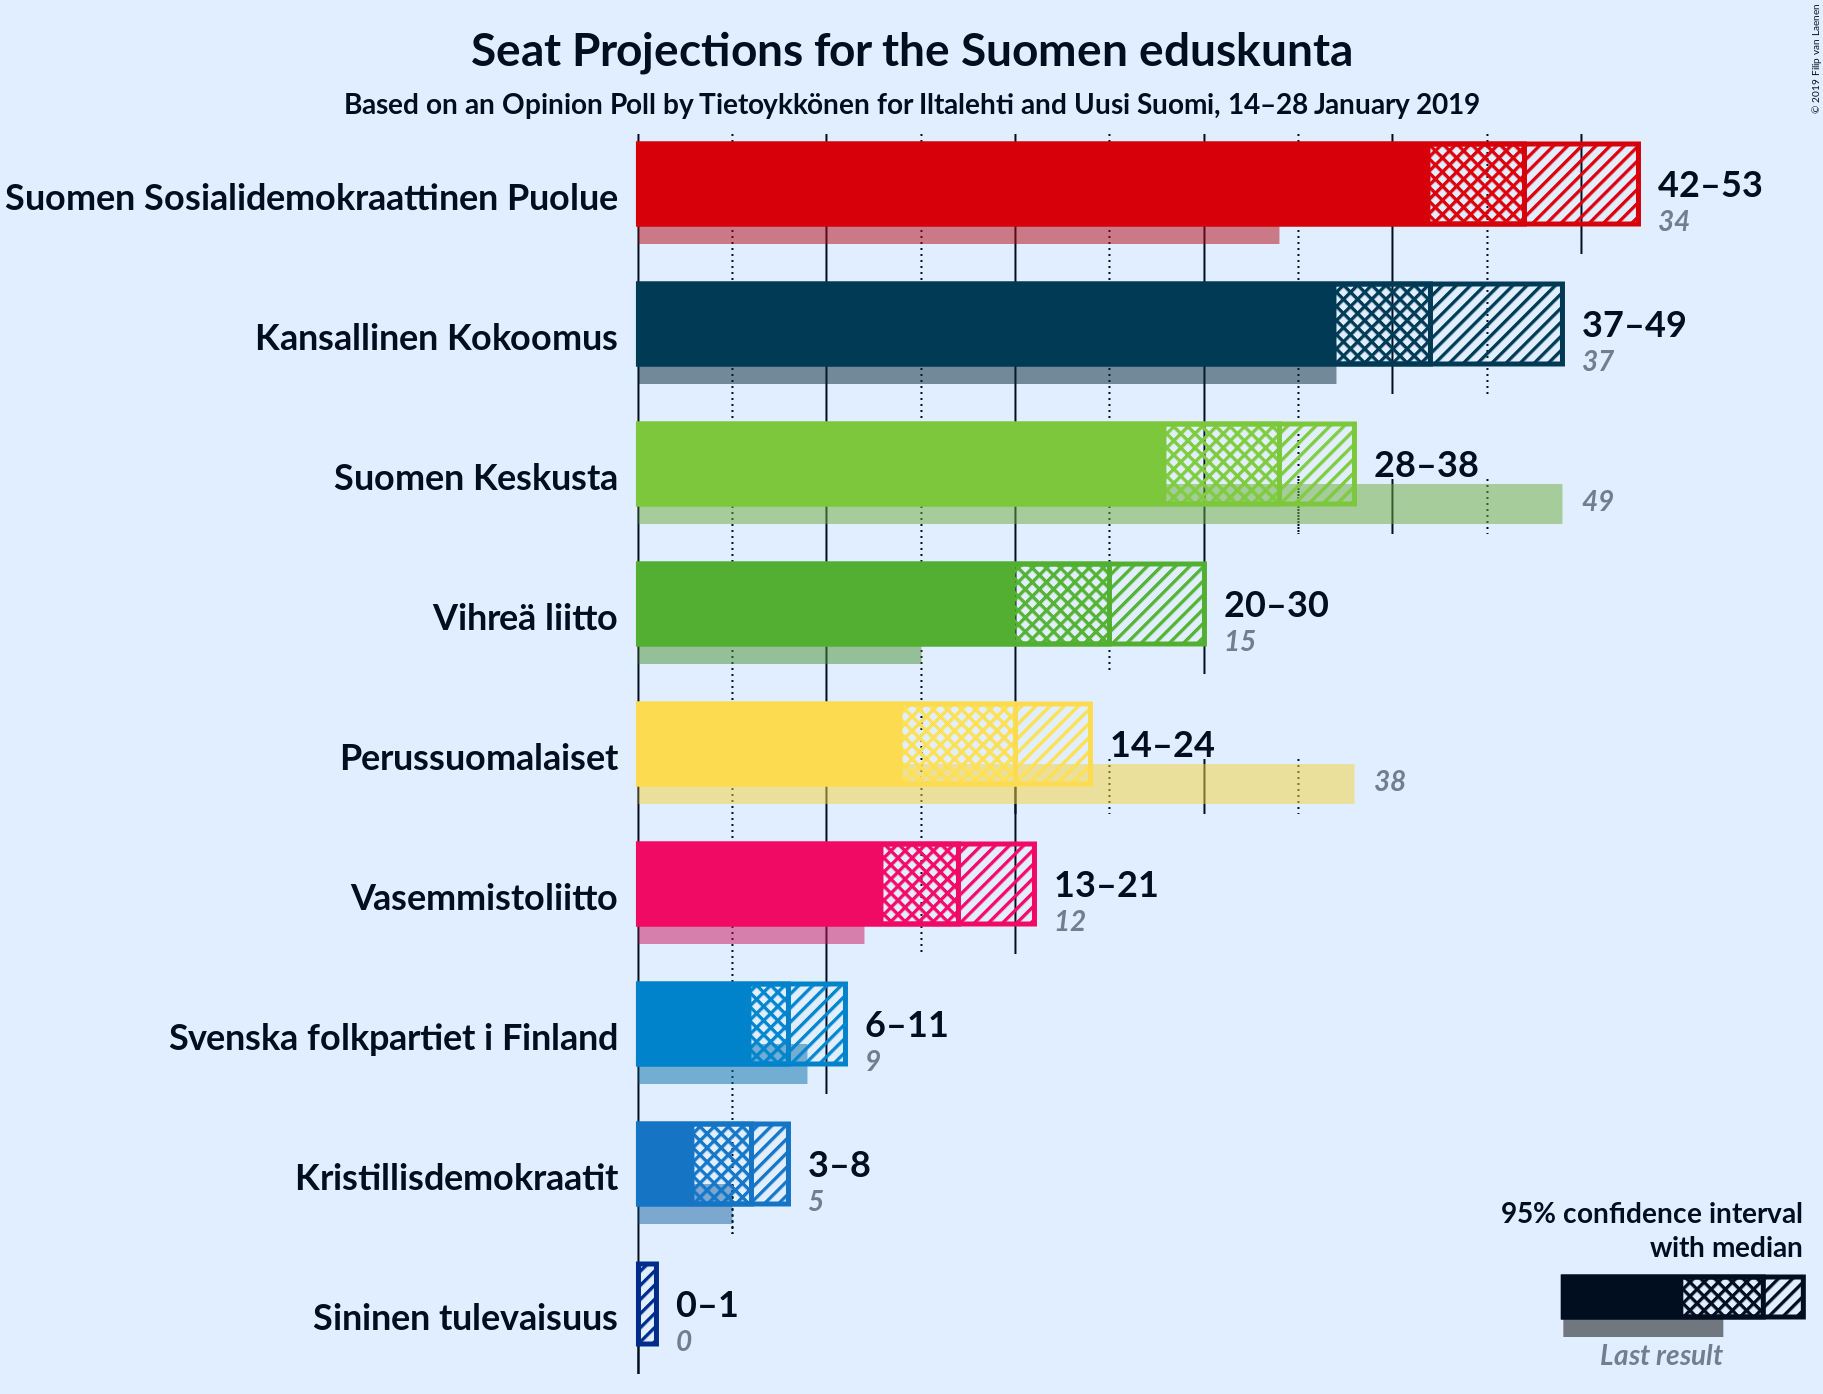 Seat Projections for the Suomen eduskunta
Based on an Opinion Poll by Tietoykkönen for Iltalehti and Uusi Suomi, 14–28 January 2019
© 2019 Filip van Laenen
Suomen Sosialidemokraattinen Puolue
42–53
34
Kansallinen Kokoomus
37–49
37
Suomen Keskusta
28–38
49
Vihreä liitto
20–30
15
Perussuomalaiset
14–24
38
Vasemmistoliitto
13–21
12
Svenska folkpartiet i Finland
6–11
9
Kristillisdemokraatit
3–8
5
Sininen tulevaisuus
0–1
0
95% confidence interval
with median
Last result